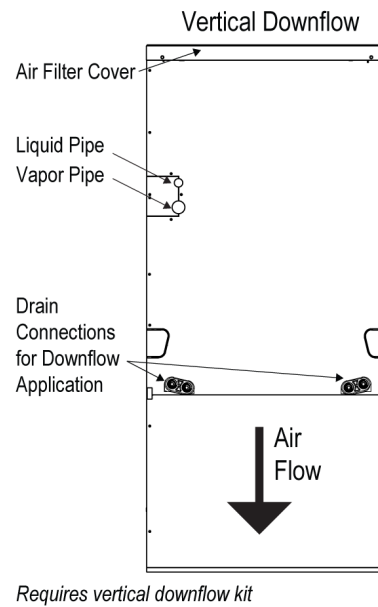 Vertical Downflow
Air Filter Cover
Liquid Pipe
Vapor Pipe
Drain
Connections
for Downflow
Application
Air
Flow
Requires vertical downflow kit